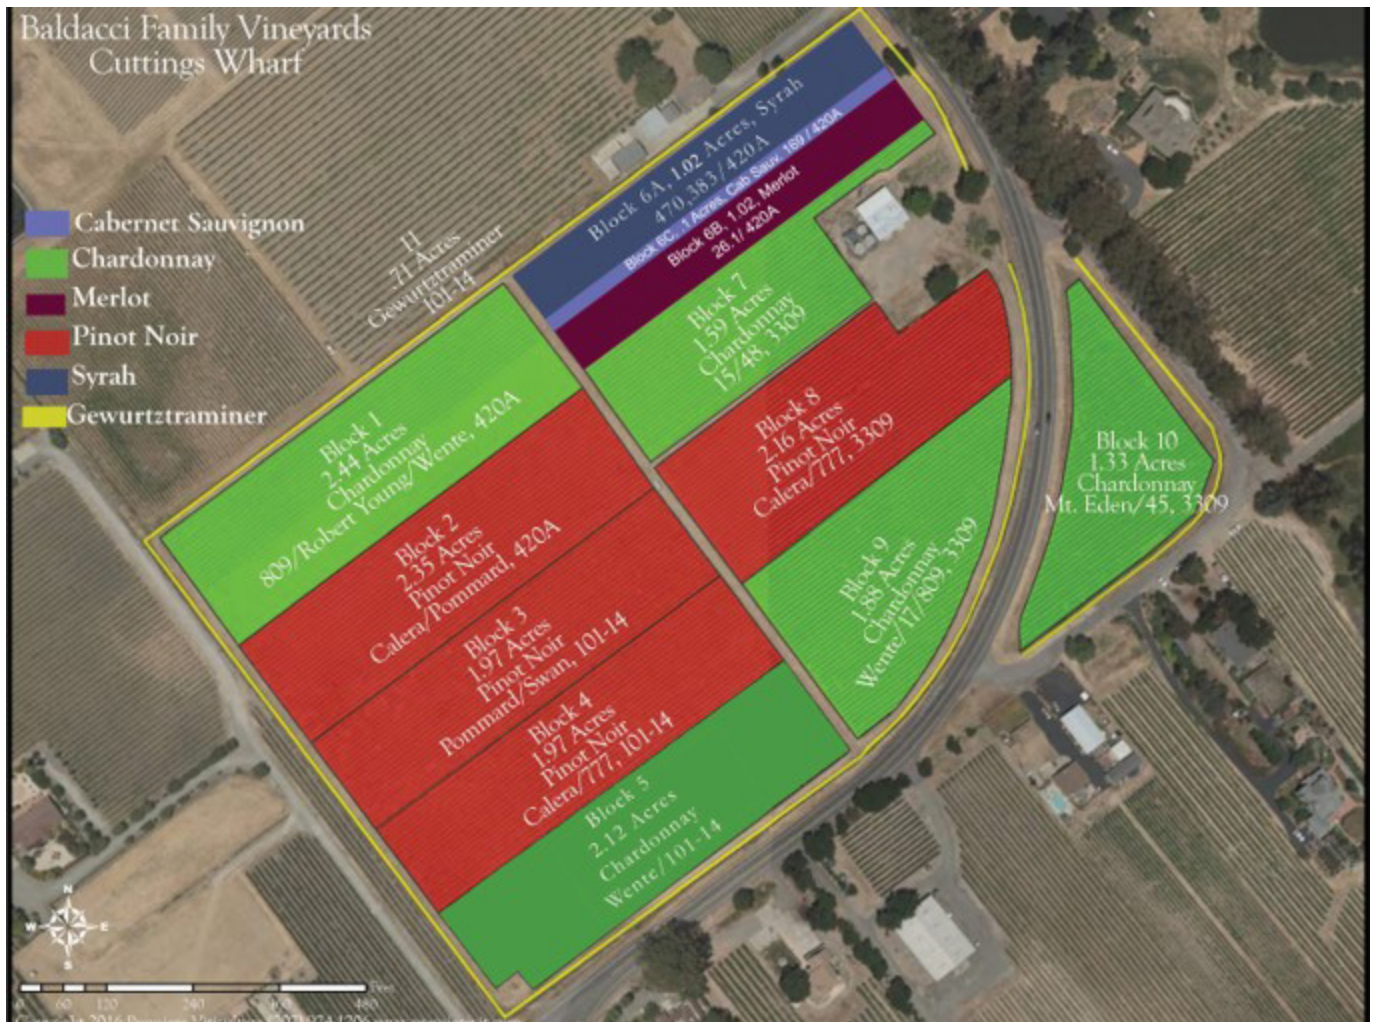 Baldacci Family Vineyards
Cuttings Wharf
Cabernet Sauvignon
Chardonnay
Merlot
Pinot Noir
Syrah
Gewurtztraminer
11
.71 Acres
Gewurtztraminer
101-14
Block 6A, 1.02 Acres, Syrah
470,383/420A
Block 6C, .1 Acres, Cab Sauv, 169 / 420A
Block 6B, 1.02, Merlot
26.1/ 420A
Block 7
1.59 Acres
Chardonnay
15/48, 3309
Block 1
2.44 Acres
Chardonnay
809/Robert Young/Wente, 420A
Block 8
2.16 Acres
Pinot Noir
Calera/777, 3309
Block 10
1.33 Acres
Chardonnay
Mt. Eden/45, 3309
Block 2
2.35 Acres
Pinot Noir
Calera/Pommard, 420A
Block 9
1.88 Acres
Chardonnay
Wente/17/809, 3309
Block 3
1.97 Acres
Pinot Noir
Pommard/Swan, 101-14
Block 4
1.97 Acres
Pinot Noir
Calera/777, 101-14
Block 5
2.12 Acres
Chardonnay
Wente/101-14
N
W E
S
Feet
0 60 120 240 480